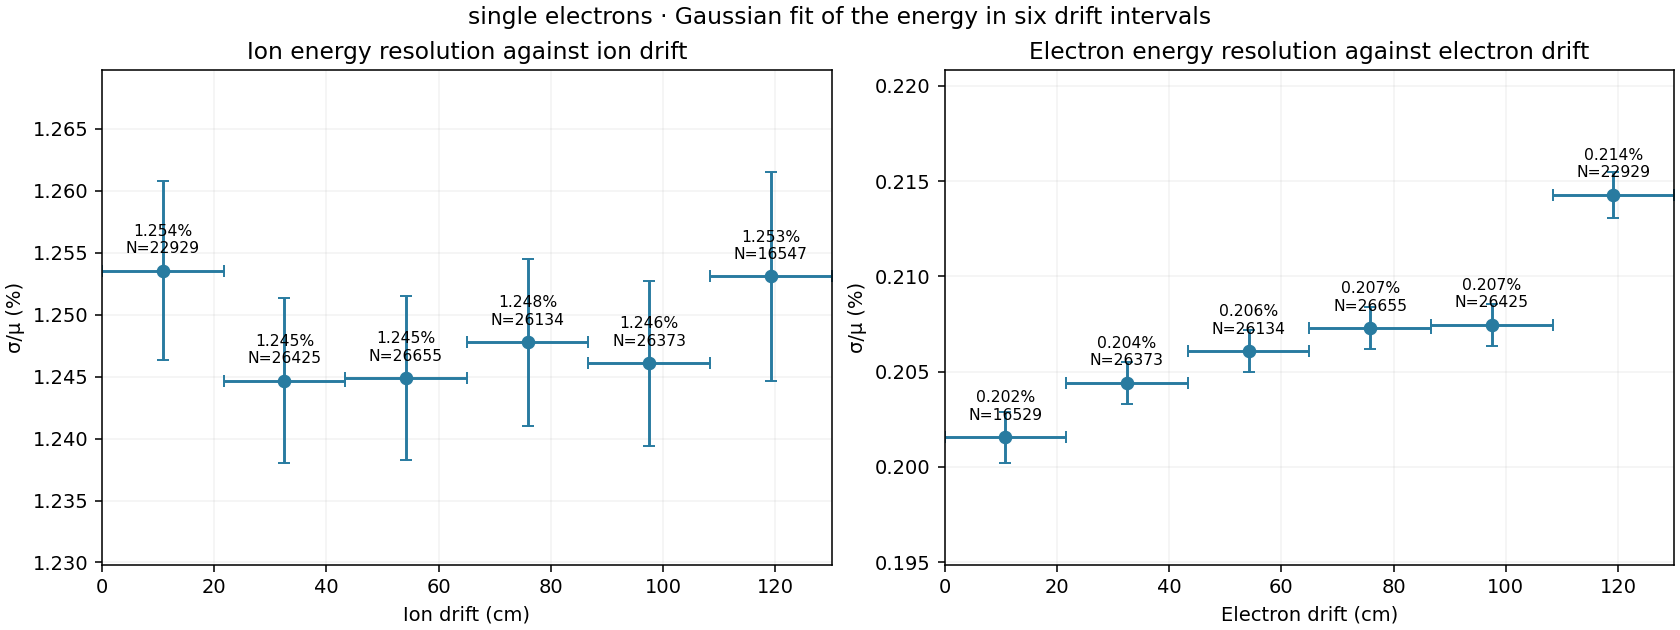 single electrons · Gaussian fit of the energy in six drift intervals
Ion energy resolution against ion drift
σ/μ (%)
1.265
1.260
1.255
1.250
1.245
1.240
1.235
1.230
1.254%
N=22929
1.245%
N=26425
1.245%
N=26655
1.248%
N=26134
1.246%
N=26373
1.253%
N=16547
0
20
40
60
80
100
120
Ion drift (cm)
Electron energy resolution against electron drift
σ/μ (%)
0.220
0.215
0.210
0.205
0.200
0.195
0.202%
N=16529
0.204%
N=26373
0.206%
N=26134
0.207%
N=26655
0.207%
N=26425
0.214%
N=22929
0
20
40
60
80
100
120
Electron drift (cm)